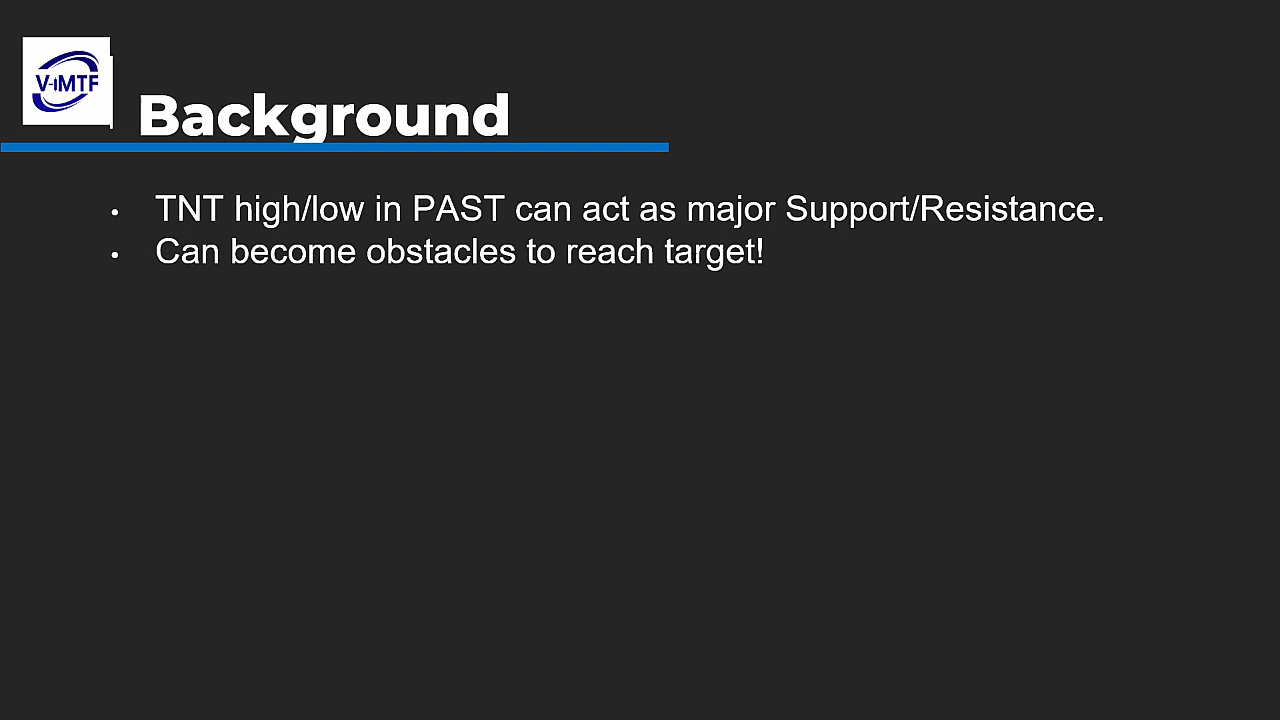 V-iMTF
Background
• TNT high/low in PAST can act as major Support/Resistance.
• Can become obstacles to reach target!